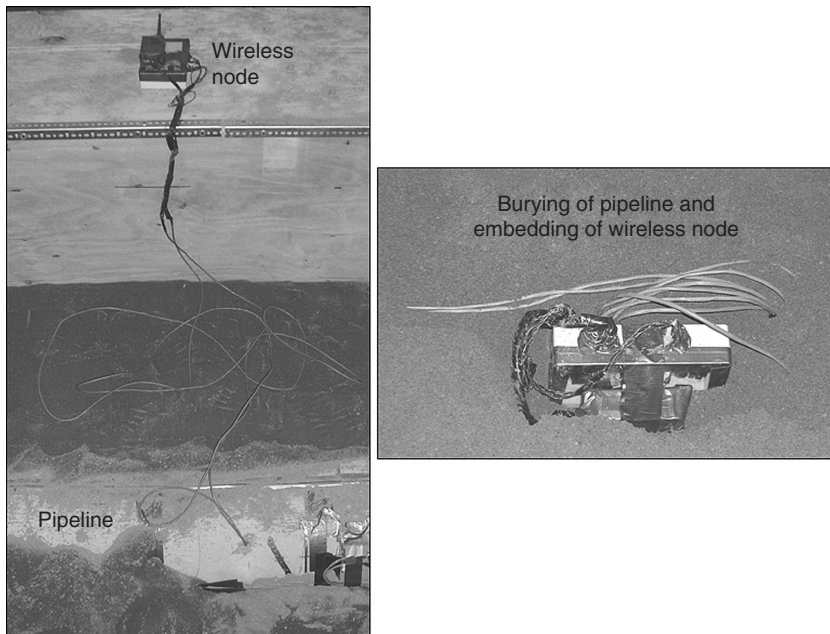 Wireless
node
Pipeline
Burying of pipeline and
embedding of wireless node